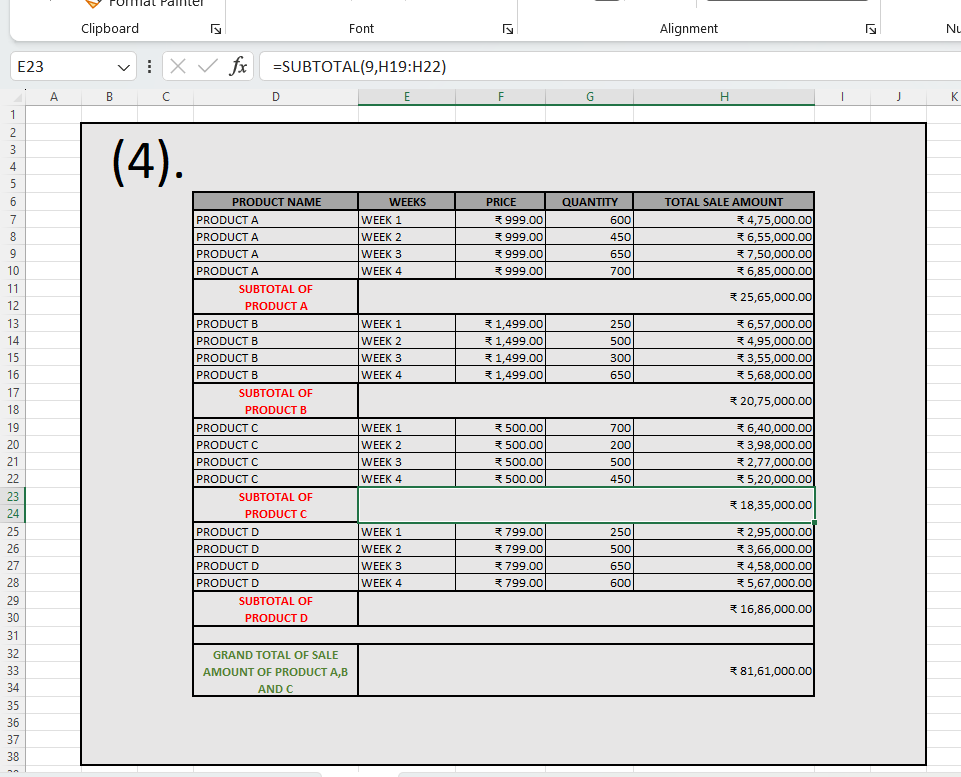 Format Painter
Clipboard Font Alignment Nu
E23 fx =SUBTOTAL(9,H19:H22)
A B C D E F G H I J K
1
2
3
4
5
(4).
6 PRODUCT NAME WEEKS PRICE QUANTITY TOTAL SALE AMOUNT
7 PRODUCT A WEEK 1 ₹ 999.00 600 ₹ 4,75,000.00
8 PRODUCT A WEEK 2 ₹ 999.00 450 ₹ 6,55,000.00
9 PRODUCT A WEEK 3 ₹ 999.00 650 ₹ 7,50,000.00
10 PRODUCT A WEEK 4 ₹ 999.00 700 ₹ 6,85,000.00
11 SUBTOTAL OF
12 PRODUCT A ₹ 25,65,000.00
13 PRODUCT B WEEK 1 ₹ 1,499.00 250 ₹ 6,57,000.00
14 PRODUCT B WEEK 2 ₹ 1,499.00 500 ₹ 4,95,000.00
15 PRODUCT B WEEK 3 ₹ 1,499.00 300 ₹ 3,55,000.00
16 PRODUCT B WEEK 4 ₹ 1,499.00 650 ₹ 5,68,000.00
17 SUBTOTAL OF
18 PRODUCT B ₹ 20,75,000.00
19 PRODUCT C WEEK 1 ₹ 500.00 700 ₹ 6,40,000.00
20 PRODUCT C WEEK 2 ₹ 500.00 200 ₹ 3,98,000.00
21 PRODUCT C WEEK 3 ₹ 500.00 500 ₹ 2,77,000.00
22 PRODUCT C WEEK 4 ₹ 500.00 450 ₹ 5,20,000.00
23 SUBTOTAL OF
24 PRODUCT C ₹ 18,35,000.00
25 PRODUCT D WEEK 1 ₹ 799.00 250 ₹ 2,95,000.00
26 PRODUCT D WEEK 2 ₹ 799.00 500 ₹ 3,66,000.00
27 PRODUCT D WEEK 3 ₹ 799.00 650 ₹ 4,58,000.00
28 PRODUCT D WEEK 4 ₹ 799.00 600 ₹ 5,67,000.00
29 SUBTOTAL OF
30 PRODUCT D ₹ 16,86,000.00
31
32 GRAND TOTAL OF SALE
33 AMOUNT OF PRODUCT A,B ₹ 81,61,000.00
34 AND C
35
36
37
38